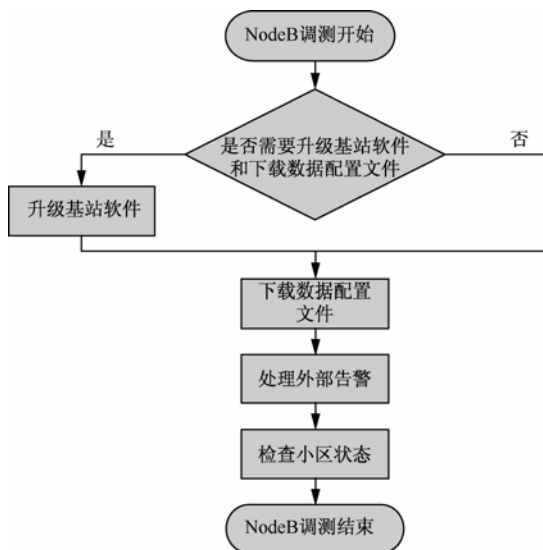 NodeB调测开始
是
否
是否需要升级基站软件
和下载数据配置文件
升级基站软件
下载数据配置
文件
处理外部告警
检查小区状态
NodeB调测结束